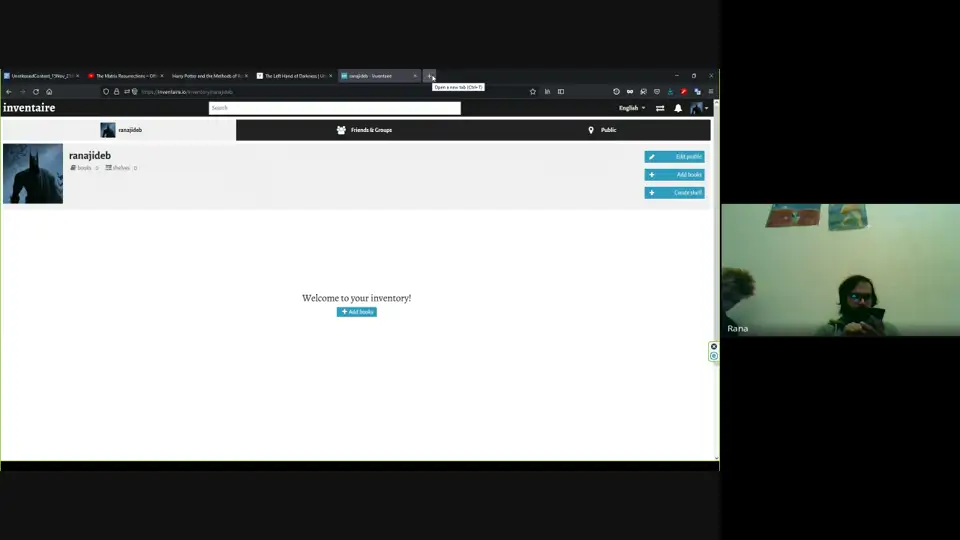 The Matrix Resurrections – Offi
Harry Potter and the Methods of R
The Left Hand of Darkness | Ur
ranajideb - Inventaire
Open a new tab (Ctrl+T)
https://inventaire.io/inventory/ranajideb
inventaire
Search
English
ranajideb
Friends & Groups
Public
ranajideb
books 0 shelves 0
Edit profile
Add books
Create shelf
Welcome to your inventory!
Add books
Rana